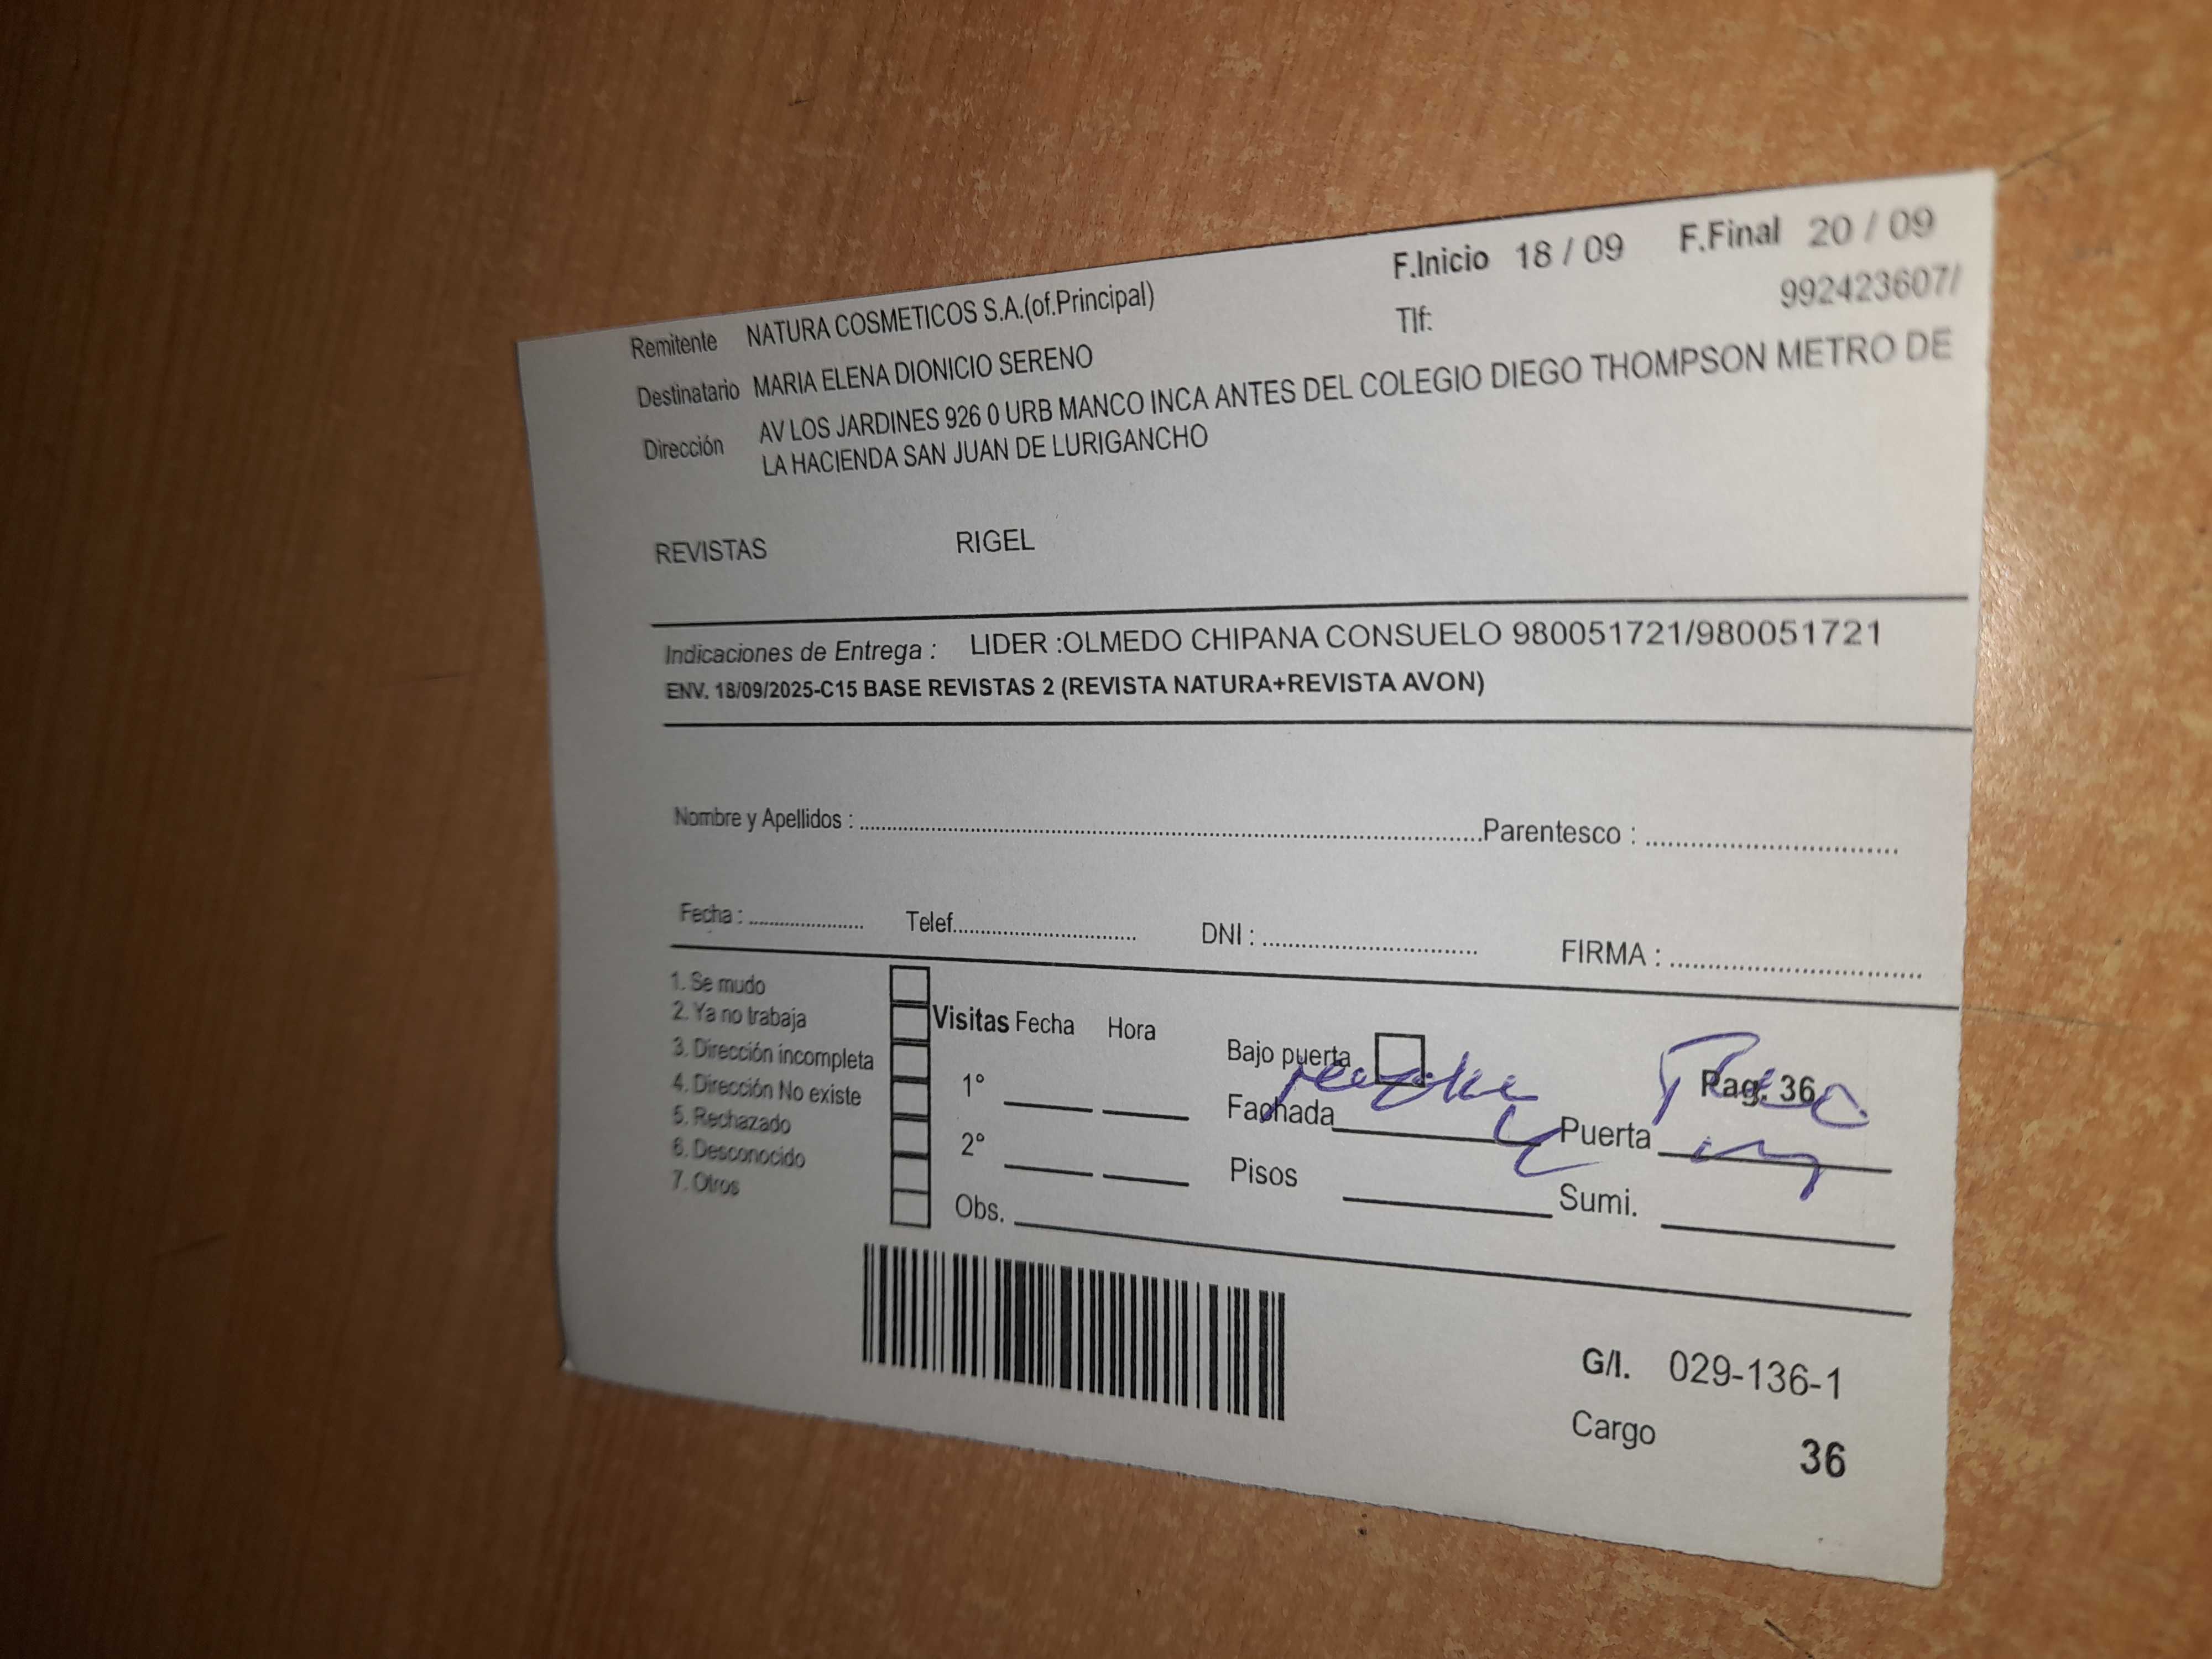 F.Inicio 18 / 09 F.Final 20 / 09
Remitente NATURA COSMETICOS S.A.(of.Principal) Tlf: 992423607/
Destinatario MARIA ELENA DIONICIO SERENO
Dirección AV LOS JARDINES 926 0 URB MANCO INCA ANTES DEL COLEGIO DIEGO THOMPSON METRO DE
LA HACIENDA SAN JUAN DE LURIGANCHO
REVISTAS RIGEL
Indicaciones de Entrega : LIDER :OLMEDO CHIPANA CONSUELO 980051721/980051721
ENV. 18/09/2025-C15 BASE REVISTAS 2 (REVISTA NATURA+REVISTA AVON)
Nombre y Apellidos : Parentesco :
Fecha : Telef. DNI : FIRMA :
1. Se mudo
2. Ya no trabaja
3. Dirección incompleta
4. Dirección No existe
5. Rechazado
6. Desconocido
7. Otros
Visitas Fecha Hora
1°
2°
Obs.
Bajo puerta Pag. 36
Fachada Puerta
Pisos Sumi.
G/I. 029-136-1
Cargo 36